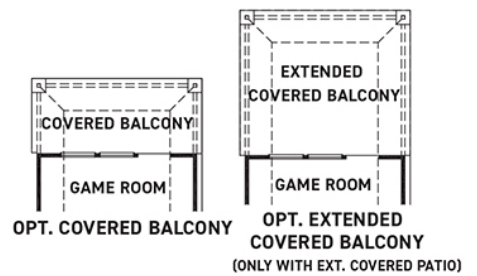 COVERED BALCONY
GAME ROOM
OPT. COVERED BALCONY
EXTENDED
COVERED BALCONY
GAME ROOM
OPT. EXTENDED
COVERED BALCONY
(ONLY WITH EXT. COVERED PATIO)